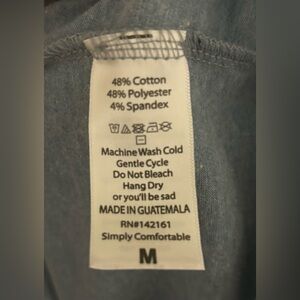 48% Cotton
48% Polyester
4% Spandex
Machine Wash Cold
Gentle Cycle
Do Not Bleach
Hang Dry
or you'll be sad
MADE IN GUATEMALA
RN#142161
Simply Comfortable
M